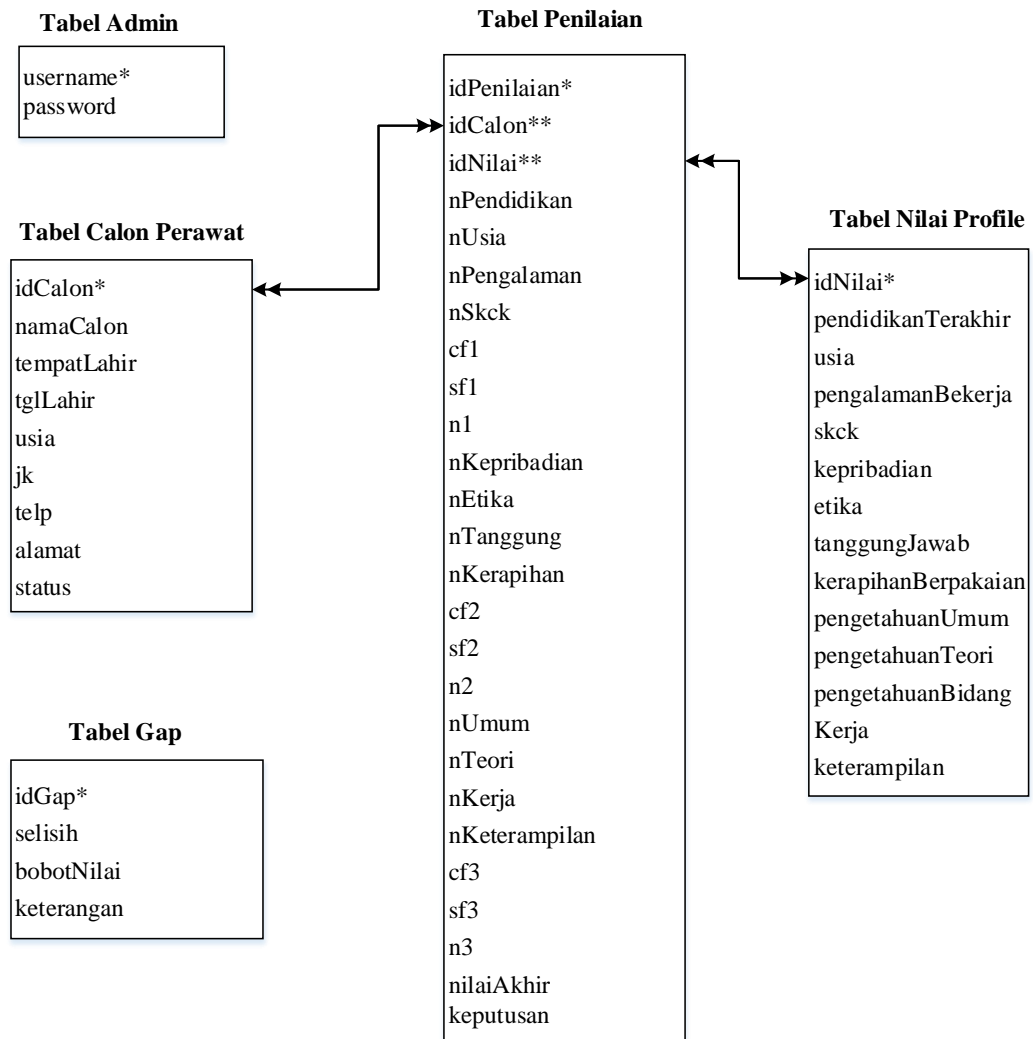 Tabel Admin
username*
password
Tabel Calon Perawat
idCalon*
namaCalon
tempatLahir
tglLahir
usia
jk
telp
alamat
status
Tabel Gap
idGap*
selisih
bobotNilai
keterangan
Tabel Penilaian
idPenilaian*
idCalon**
idNilai**
nPendidikan
nUsia
nPengalaman
nSkck
cf1
sf1
n1
nKepribadian
nEtika
nTanggung
nKerapihan
cf2
sf2
n2
nUmum
nTeori
nKerja
nKeterampilan
cf3
sf3
n3
nilaiAkhir
keputusan
Tabel Nilai Profile
idNilai*
pendidikanTerakhir
usia
pengalamanBekerja
skck
kepribadian
etika
tanggungJawab
kerapihanBerpakaian
pengetahuanUmum
pengetahuanTeori
pengetahuanBidang
Kerja
keterampilan